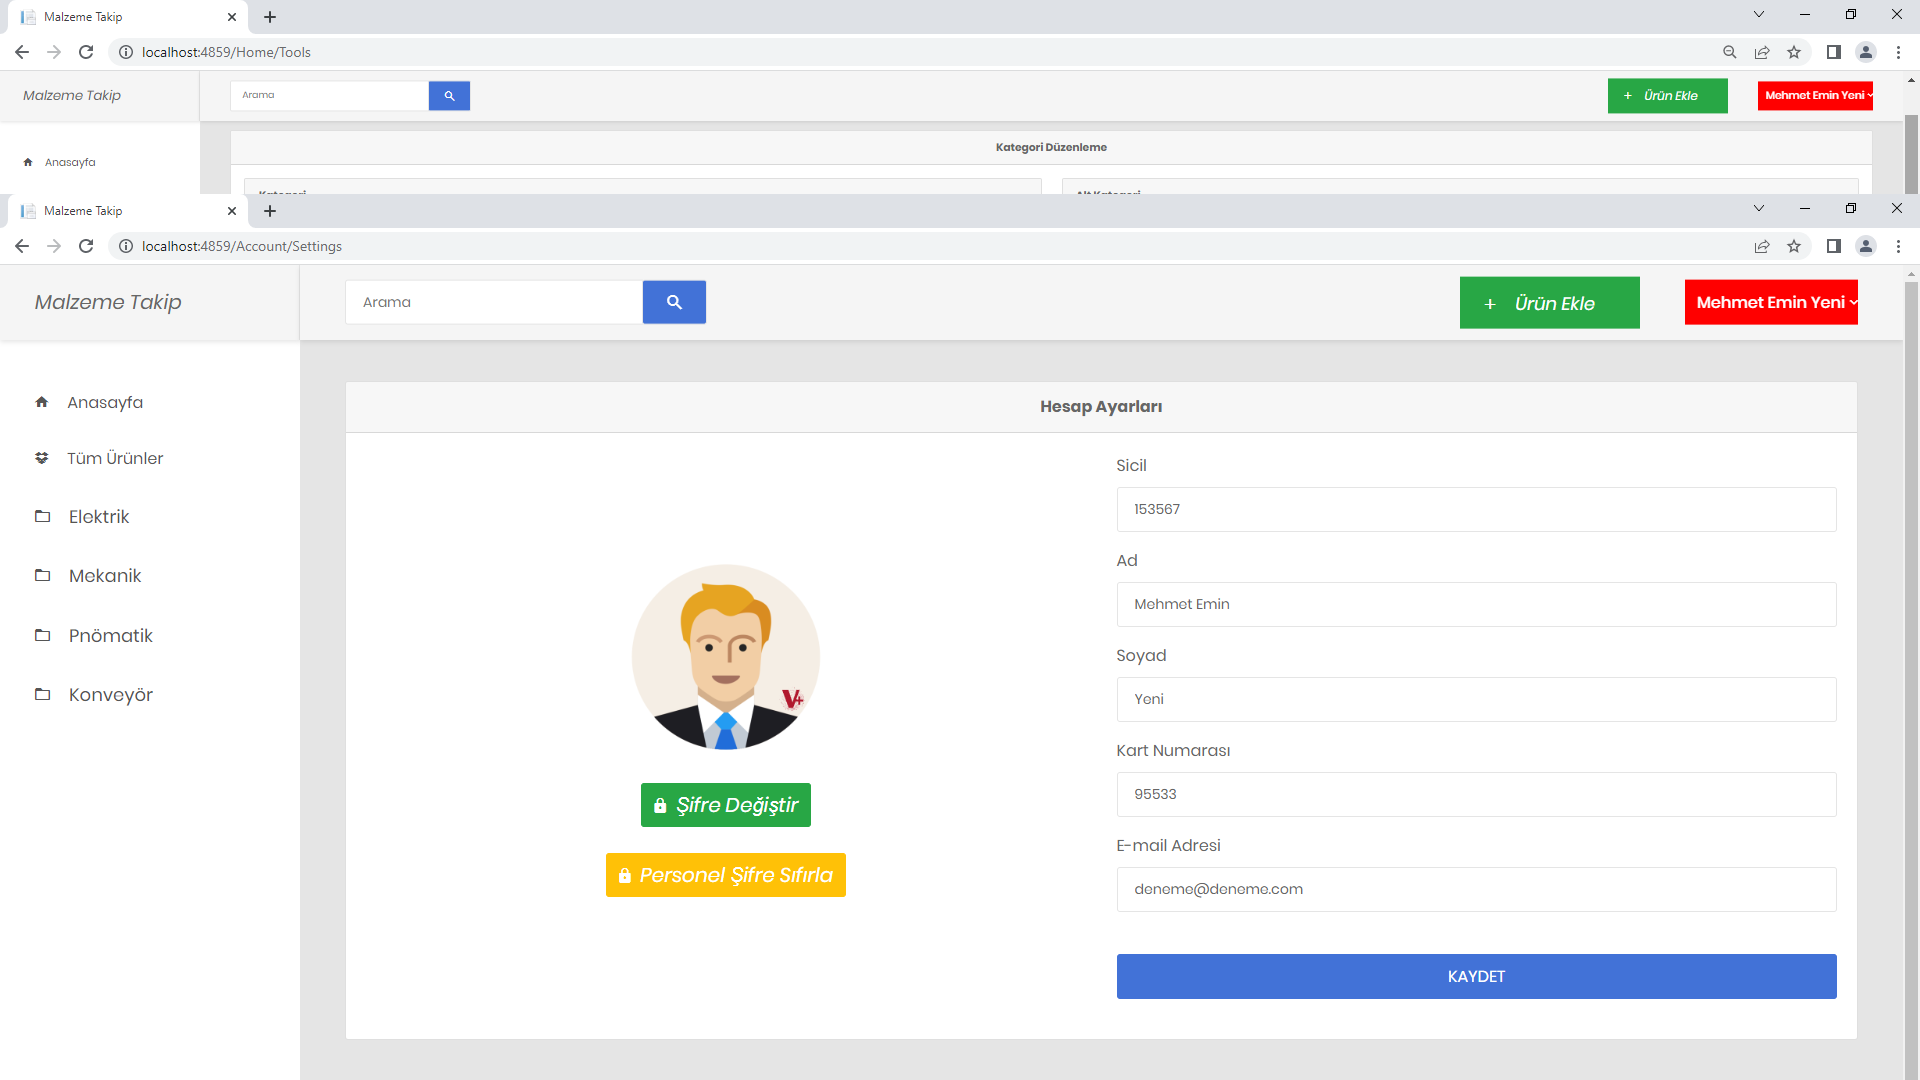 Malzeme Takip
localhost:4859/Home/Tools
Malzeme Takip
Arama
+ Ürün Ekle
Mehmet Emin Yeni
Kategori Düzenleme
Anasayfa
Kategori
Alt Kategori
Malzeme Takip
localhost:4859/Account/Settings
Malzeme Takip
Arama
+ Ürün Ekle
Mehmet Emin Yeni
Anasayfa
Tüm Ürünler
Elektrik
Mekanik
Pnömatik
Konveyör
Hesap Ayarları
V+
Şifre Değiştir
Personel Şifre Sıfırla
Sicil
153567
Ad
Mehmet Emin
Soyad
Yeni
Kart Numarası
95533
E-mail Adresi
deneme@deneme.com
KAYDET